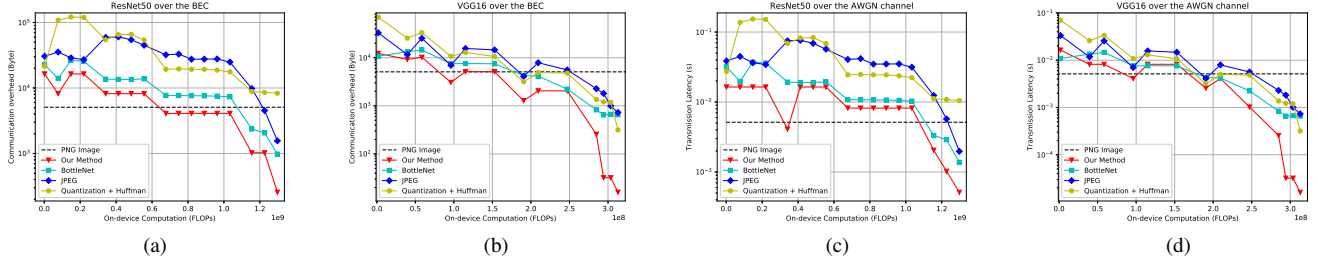 ResNet50 over the BEC
Communication overhead (Byte)
10^5
10^4
10^3
PNG Image
Our Method
BottleNet
JPEG
Quantization + Huffman
0.0 0.2 0.4 0.6 0.8 1.0 1.2
1e9
On-device Computation (FLOPs)
(a)
VGG16 over the BEC
Communication overhead (Byte)
10^4
10^3
10^2
PNG Image
Our Method
BottleNet
JPEG
Quantization + Huffman
0.0 0.5 1.0 1.5 2.0 2.5 3.0
1e8
On-device Computation (FLOPs)
(b)
ResNet50 over the AWGN channel
Transmission Latency (s)
10^-1
10^-2
10^-3
PNG Image
Our Method
BottleNet
JPEG
Quantization + Huffman
0.0 0.2 0.4 0.6 0.8 1.0 1.2
1e9
On-device Computation (FLOPs)
(c)
VGG16 over the AWGN channel
Transmission Latency (s)
10^-1
10^-2
10^-3
10^-4
PNG Image
Our Method
BottleNet
JPEG
Quantization + Huffman
0.0 0.5 1.0 1.5 2.0 2.5 3.0
1e8
On-device Computation (FLOPs)
(d)